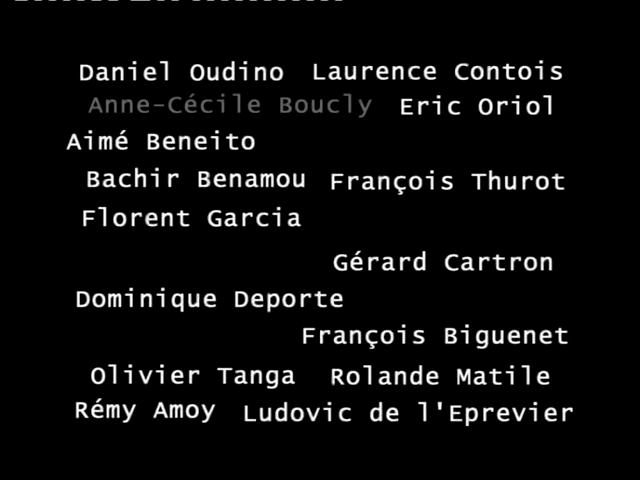 Daniel Oudino Laurence Contois
Anne-Cécile Boucly Eric Oriol
Aimé Beneito
Bachir Benamou François Thurot
Florent Garcia
Gérard Cartron
Dominique Deporte
François Biguenet
Olivier Tanga Rolande Matile
Rémy Amoy Ludovic de l'Eprevier